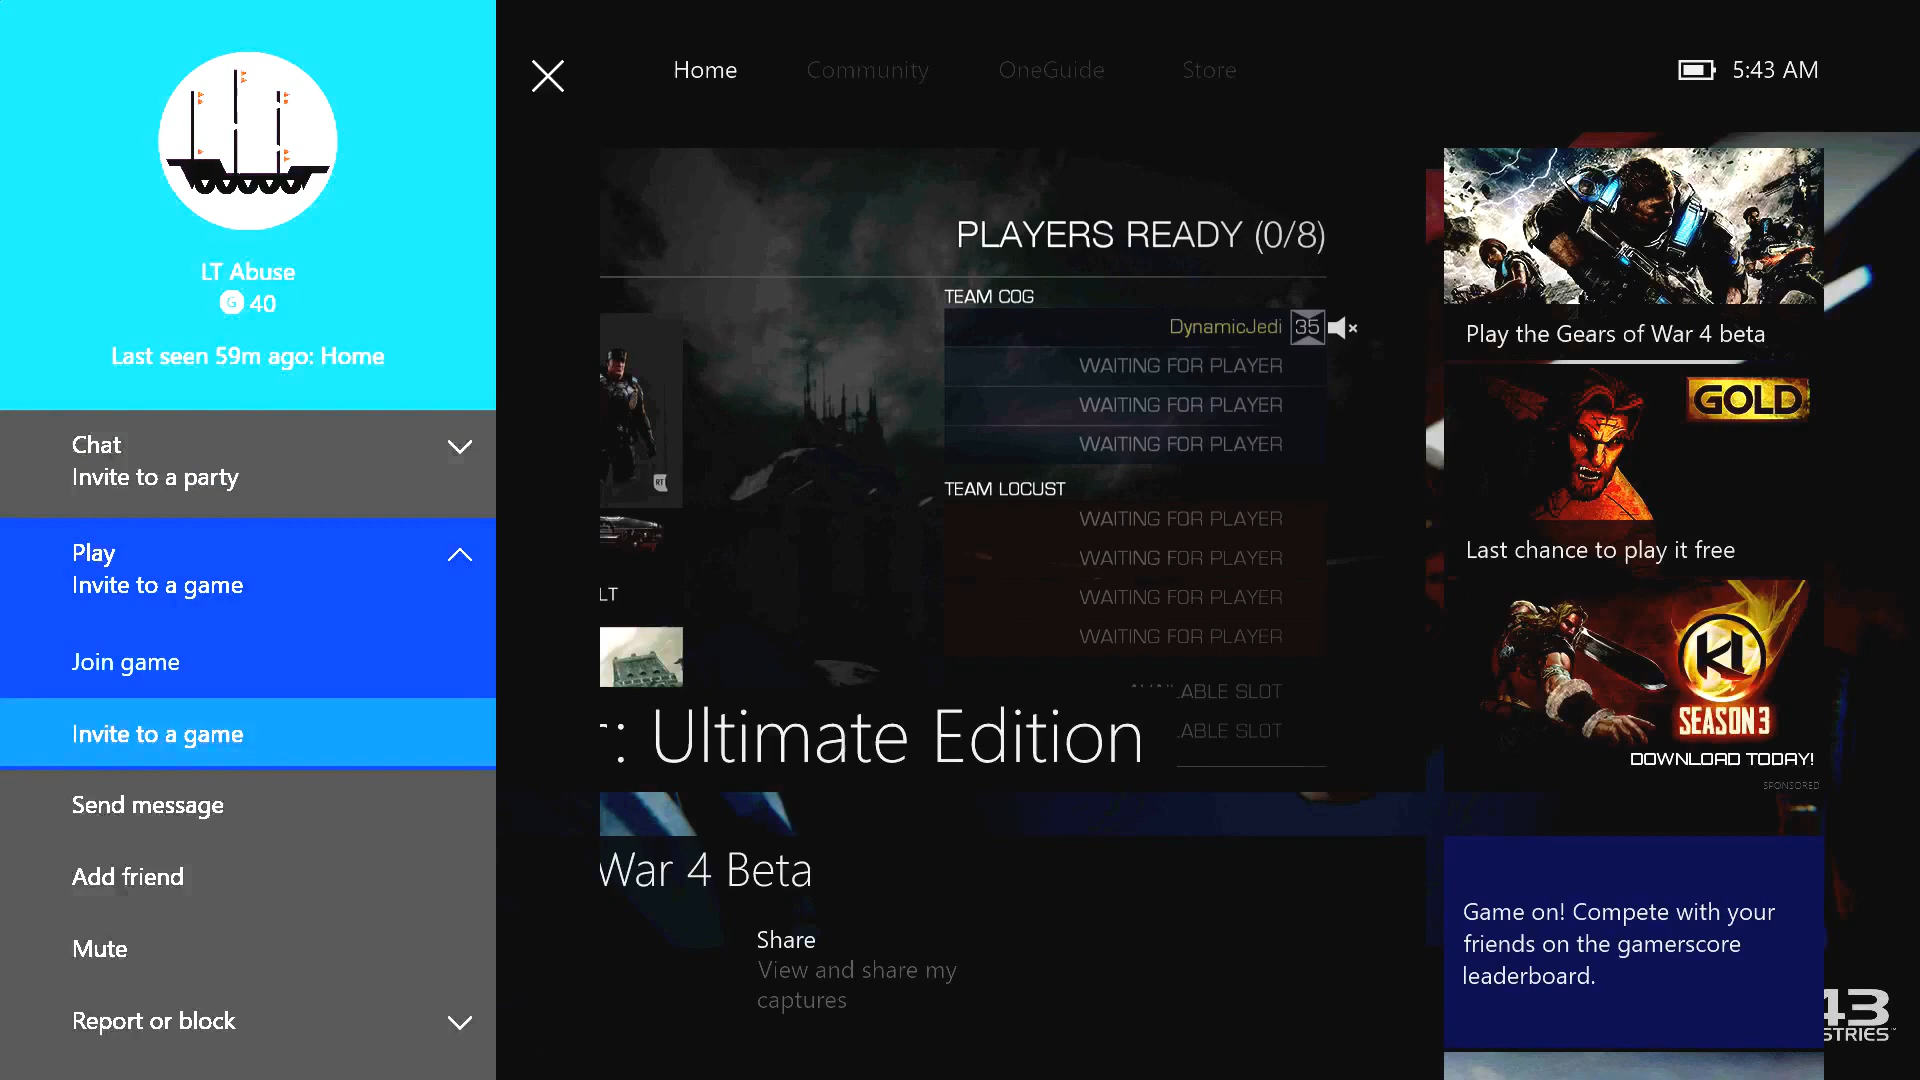 LT Abuse
G 40
Last seen 59m ago: Home
Chat
Invite to a party
Play
Invite to a game
Join game
Invite to a game
Send message
Add friend
Mute
Report or block
Home
Community
OneGuide
Store
5:43 AM
PLAYERS READY (0/8)
TEAM COG
DynamicJedi 35
WAITING FOR PLAYER
WAITING FOR PLAYER
WAITING FOR PLAYER
TEAM LOCUST
WAITING FOR PLAYER
WAITING FOR PLAYER
WAITING FOR PLAYER
WAITING FOR PLAYER
RT
LT
ABLE SLOT
ABLE SLOT
: Ultimate Edition
War 4 Beta
Share
View and share my
captures
Play the Gears of War 4 beta
GOLD
Last chance to play it free
KI
SEASON 3
DOWNLOAD TODAY!
SPONSORED
Game on! Compete with your
friends on the gamerscore
leaderboard.
43
STRIES™